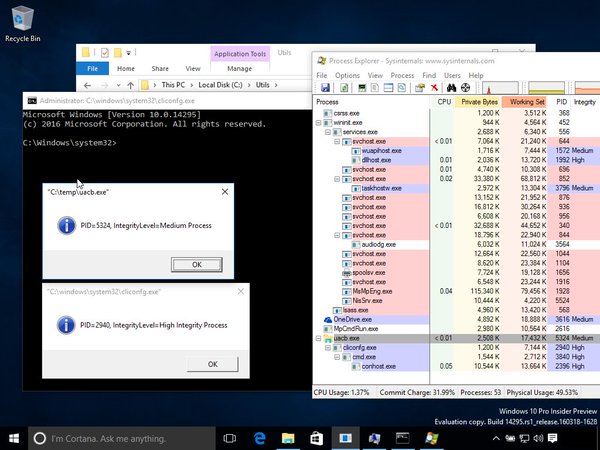 Recycle Bin
Application Tools
Utils
File
Home
Share
View
Manage
This PC
Local Disk (C:)
Utils
Administrator: C:\windows\system32\cliconfg.exe
Microsoft Windows [Version 10.0.14295]
(c) 2016 Microsoft Corporation. All rights reserved.
C:\Windows\system32>
"C:\temp\uacb.exe"
PID=5324, IntegrityLevel=Medium Process
OK
"C:\windows\system32\cliconfg.exe"
PID=2940, IntegrityLevel=High Integrity Process
OK
Process Explorer - Sysinternals: www.sysinternals.com
File Options View Process Find Users Help
Process CPU Private Bytes Working Set PID Integrity
csrss.exe 1,200 K 3,512 K 368
wininit.exe 944 K 4,564 K 452
services.exe 2,688 K 6,340 K 556
svchost.exe < 0.01 7,064 K 21,240 K 644
wuapihost.exe 1,716 K 7,444 K 1572 Medium
dllhost.exe < 0.01 2,036 K 13,720 K 1992 High
svchost.exe < 0.01 4,740 K 10,308 K 696
svchost.exe 0.02 33,380 K 68,812 K 852
taskhostw.exe 2,972 K 13,304 K 3796 Medium
svchost.exe 13,152 K 21,952 K 876
svchost.exe 16,812 K 30,264 K 936
svchost.exe 6,608 K 20,168 K 956
svchost.exe < 0.01 32,688 K 44,652 K 340
svchost.exe 18,796 K 22,940 K 844
audiodg.exe 6,032 K 11,024 K 3564
svchost.exe 12,664 K 22,560 K 1044
svchost.exe 8,620 K 23,384 K 1104
spoolsv.exe 7,724 K 19,128 K 1656
svchost.exe 6,548 K 23,244 K 1916
MsMpEng.exe 0.04 115,340 K 79,456 K 1928
NisSrv.exe 10,444 K 4,220 K 5524
lsass.exe 4,560 K 11,668 K 568
OneDrive.exe 4,892 K 18,888 K 3616 Medium
MpCmdRun.exe 2,980 K 10,564 K 2616
uacb.exe < 0.01 2,508 K 17,432 K 5324 Medium
cliconfg.exe 1,200 K 7,144 K 2940 High
cmd.exe 1,544 K 2,712 K 3840 High
conhost.exe 0.05 10,544 K 13,664 K 2396 High
CPU Usage: 1.37% Commit Charge: 31.99% Processes: 53 Physical Usage: 49.53%
Windows 10 Pro Insider Preview
Evaluation copy. Build 14295.rs1_release.160318-1628
I'm Cortana. Ask me anything.